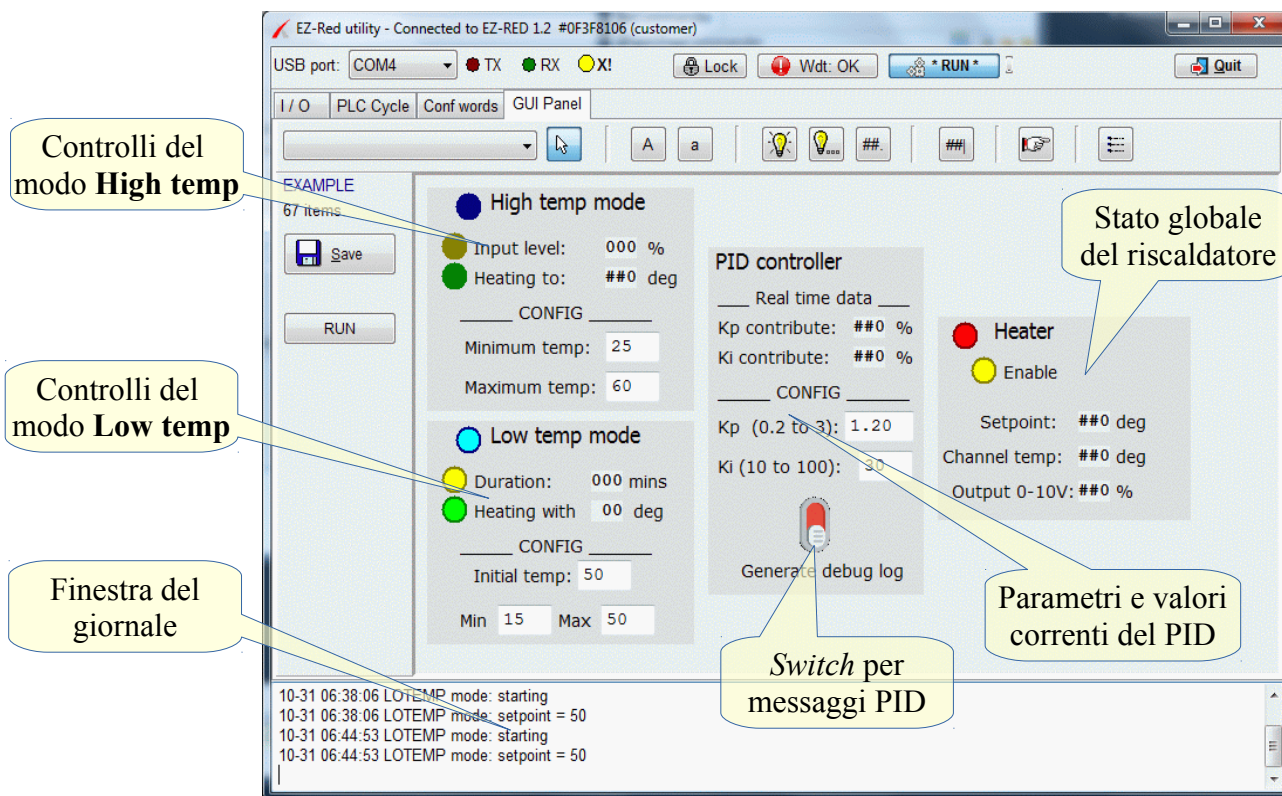 EZ-Red utility - Connected to EZ-RED 1.2 #0F3F8106 (customer)
USB port: COM4 TX RX X! Lock Wdt: OK * RUN * Quit
I / O PLC Cycle Conf words GUI Panel
A a ##. ##|
Controlli del
modo High temp
EXAMPLE
67 items
Save
RUN
High temp mode
Input level: 000 %
Heating to: ##0 deg
____ CONFIG ____
Minimum temp: 25
Maximum temp: 60
Controlli del
modo Low temp
Low temp mode
Duration: 000 mins
Heating with 00 deg
____ CONFIG ____
Initial temp: 50
Min 15 Max 50
PID controller
___ Real time data ___
Kp contribute: ##0 %
Ki contribute: ##0 %
____ CONFIG ____
Kp (0.2 to 3): 1.20
Ki (10 to 100): 30
Generate debug log
Stato globale
del riscaldatore
Heater
Enable
Setpoint: ##0 deg
Channel temp: ##0 deg
Output 0-10V: ##0 %
Parametri e valori
correnti del PID
Switch per
messaggi PID
Finestra del
giornale
10-31 06:38:06 LOTEMP mode: starting
10-31 06:38:06 LOTEMP mode: setpoint = 50
10-31 06:44:53 LOTEMP mode: starting
10-31 06:44:53 LOTEMP mode: setpoint = 50